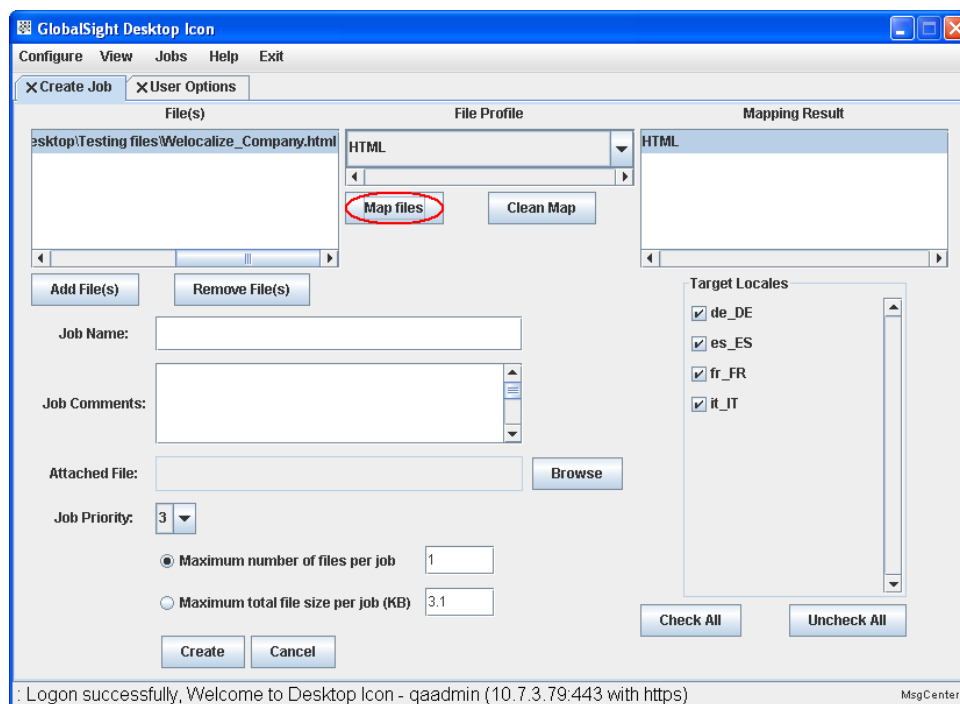 GlobalSight Desktop Icon
Configure View Jobs Help Exit
Create Job User Options
File(s) File Profile Mapping Result
esktop\Testing files\Welocalize_Company.html HTML HTML
Map files Clean Map
Add File(s) Remove File(s) Target Locales
de_DE
Job Name:
es_ES
fr_FR
Job Comments: it_IT
Attached File: Browse
Job Priority: 3
Maximum number of files per job 1
Maximum total file size per job (KB) 3.1
Check All Uncheck All
Create Cancel
: Logon successfully, Welcome to Desktop Icon - qaadmin (10.7.3.79:443 with https) MsgCenter